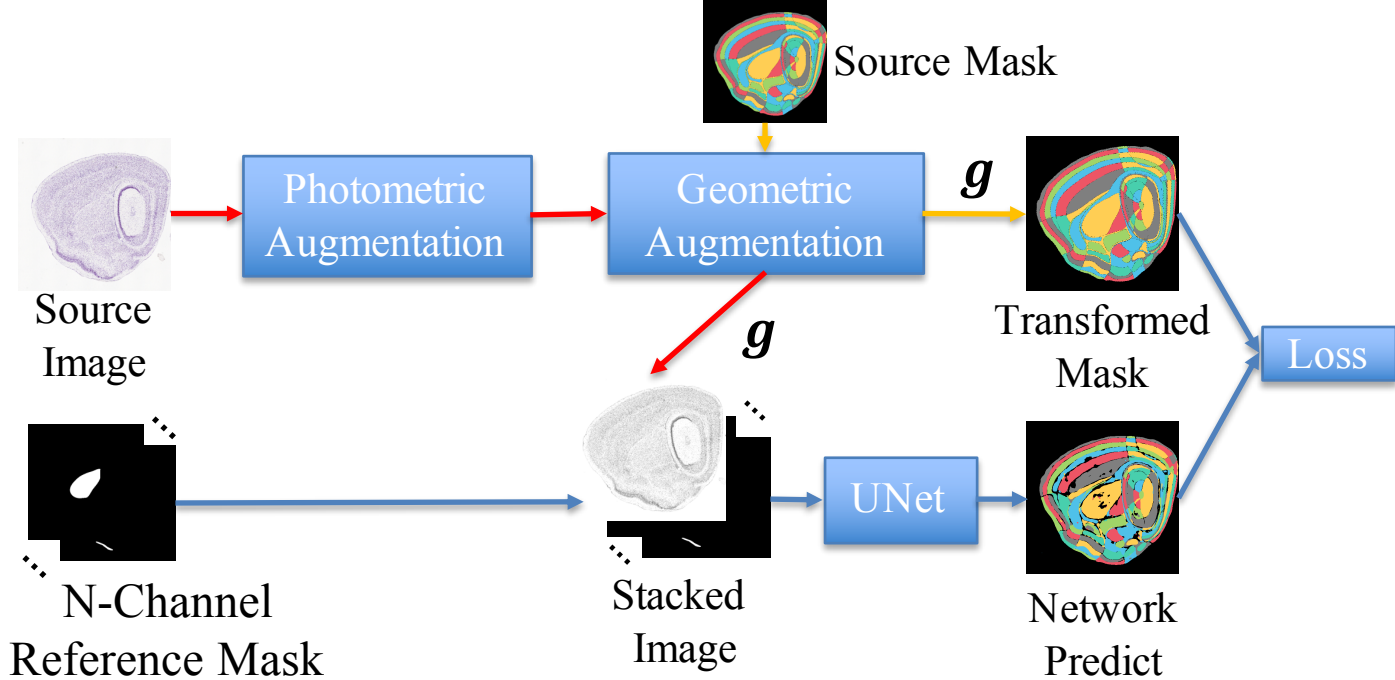 Source Mask
Photometric
Augmentation
Geometric
Augmentation
g
Source
Image
g
Transformed
Mask
Loss
N-Channel
Reference Mask
Stacked
Image
UNet
Network
Predict